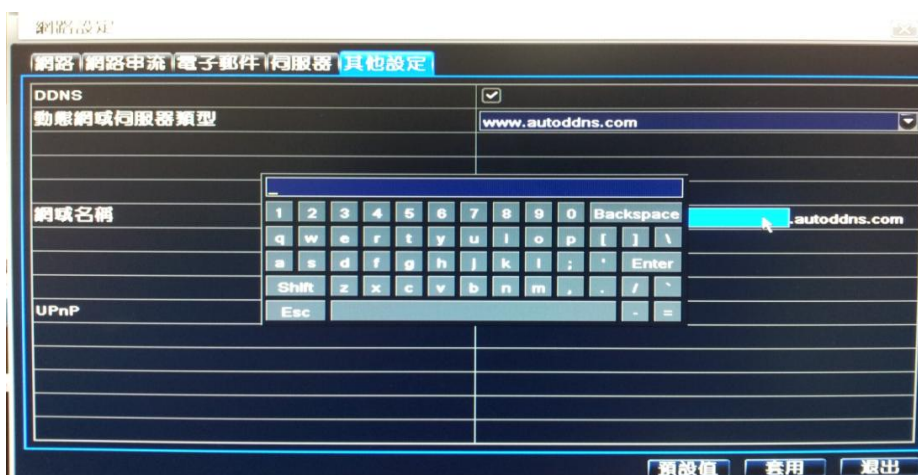 網路設定
網路 網路串流 電子郵件 伺服器 其他設定
DDNS
動態網域伺服器類型 www.autoddns.com
_
網域名稱 .autoddns.com
1 2 3 4 5 6 7 8 9 0 Backspace
q w e r t y u i o p [ ] \
a s d f g h j k l ; ' Enter
Shift z x c v b n m , . / `
UPnP
Esc - =
預設值 套用 退出